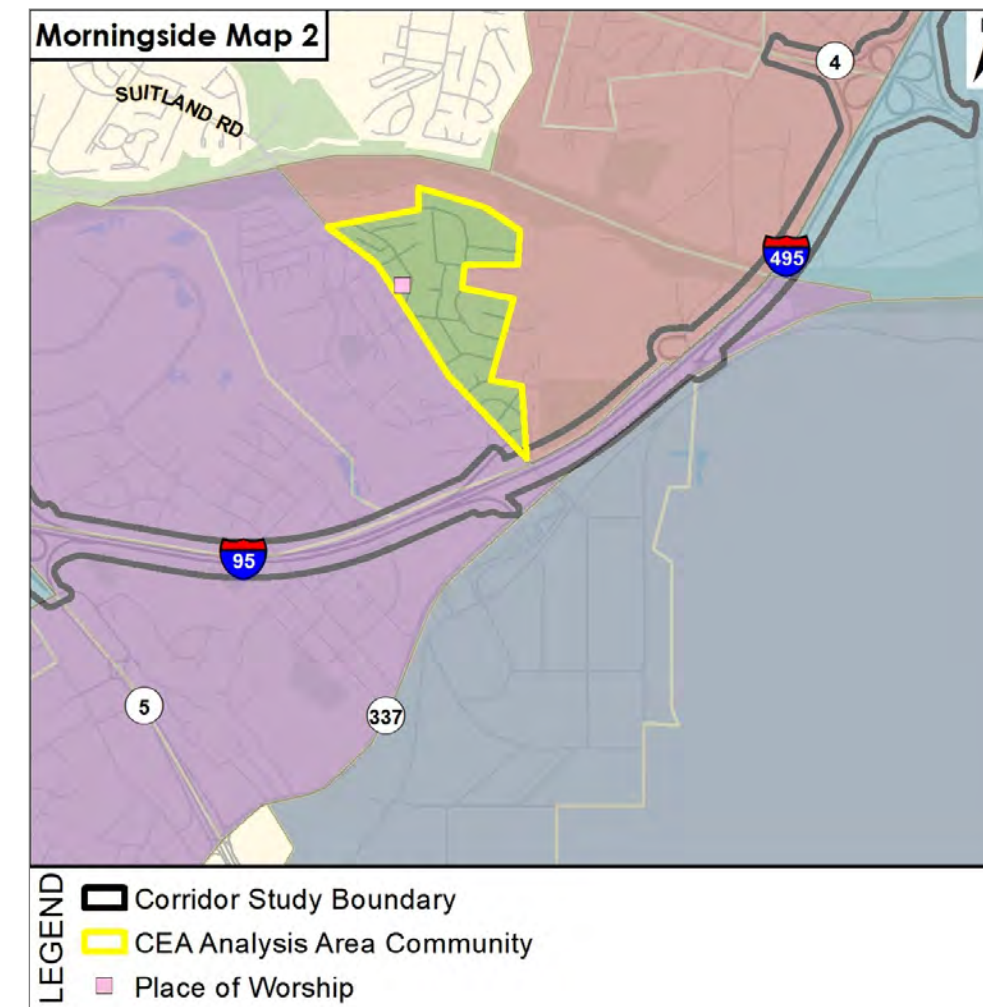 Morningside Map 2
SUITLAND RD
4
495
95
5
337
LEGEND
Corridor Study Boundary
CEA Analysis Area Community
Place of Worship